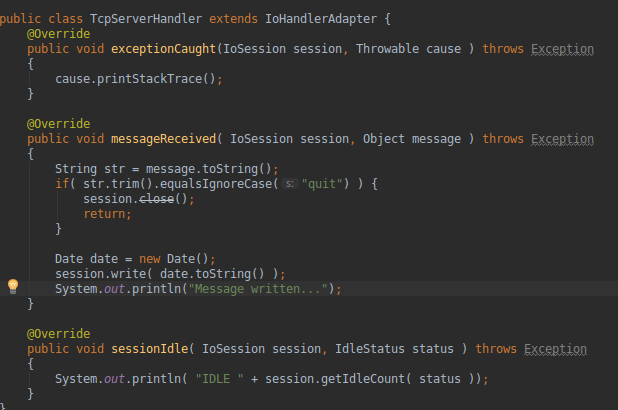 public class TcpServerHandler extends IoHandlerAdapter {
    @Override
    public void exceptionCaught(IoSession session, Throwable cause ) throws Exception
    {
        cause.printStackTrace();
    }

    @Override
    public void messageReceived( IoSession session, Object message ) throws Exception
    {
        String str = message.toString();
        if( str.trim().equalsIgnoreCase( s: "quit") ) {
            session.close();
            return;
        }

        Date date = new Date();
        session.write( date.toString() );
        System.out.println("Message written...");
    }

    @Override
    public void sessionIdle( IoSession session, IdleStatus status ) throws Exception
    {
        System.out.println( "IDLE " + session.getIdleCount( status ));
    }
}